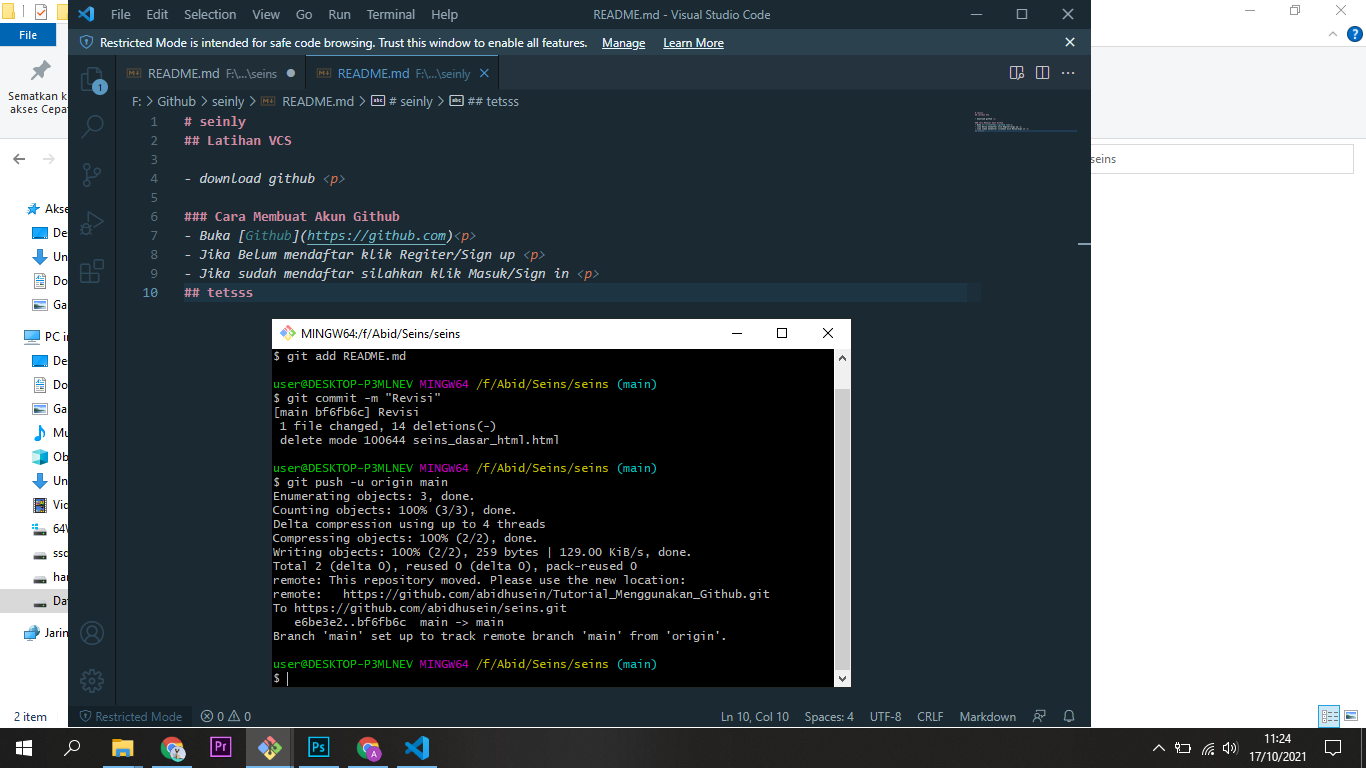 File Edit Selection View Go Run Terminal Help README.md - Visual Studio Code
File
Restricted Mode is intended for safe code browsing. Trust this window to enable all features. Manage Learn More
Sematkan k
akses Cepat
README.md F:\...\seins
README.md F:\...\seinly
F: > Github > seinly > README.md > # seinly > ## tetsss
1 # seinly
2 ## Latihan VCS
3
4 - download github <p>
5
6 ### Cara Membuat Akun Github
7 - Buka [Github](https://github.com)<p>
8 - Jika Belum mendaftar klik Regiter/Sign up <p>
9 - Jika sudah mendaftar silahkan klik Masuk/Sign in <p>
10 ## tetsss
1
seins
Akse
De
Un
Do
Ga
PC in
De
Do
Ga
Mu
Ob
Un
Vid
64W
ssd
har
Dat
Jarin
MINGW64:/f/Abid/Seins/seins
$ git add README.md
user@DESKTOP-P3MLNEV MINGW64 /f/Abid/Seins/seins (main)
$ git commit -m "Revisi"
[main bf6fb6c] Revisi
1 file changed, 14 deletions(-)
delete mode 100644 seins_dasar_html.html
user@DESKTOP-P3MLNEV MINGW64 /f/Abid/Seins/seins (main)
$ git push -u origin main
Enumerating objects: 3, done.
Counting objects: 100% (3/3), done.
Delta compression using up to 4 threads
Compressing objects: 100% (2/2), done.
Writing objects: 100% (2/2), 259 bytes | 129.00 KiB/s, done.
Total 2 (delta 0), reused 0 (delta 0), pack-reused 0
remote: This repository moved. Please use the new location:
remote:   https://github.com/abidhusein/Tutorial_Menggunakan_Github.git
To https://github.com/abidhusein/seins.git
e6be3e2..bf6fb6c  main -> main
Branch 'main' set up to track remote branch 'main' from 'origin'.
user@DESKTOP-P3MLNEV MINGW64 /f/Abid/Seins/seins (main)
$
2 item
Restricted Mode 0 0 Ln 10, Col 10 Spaces: 4 UTF-8 CRLF Markdown
Pr
Ps
A
11:24
17/10/2021